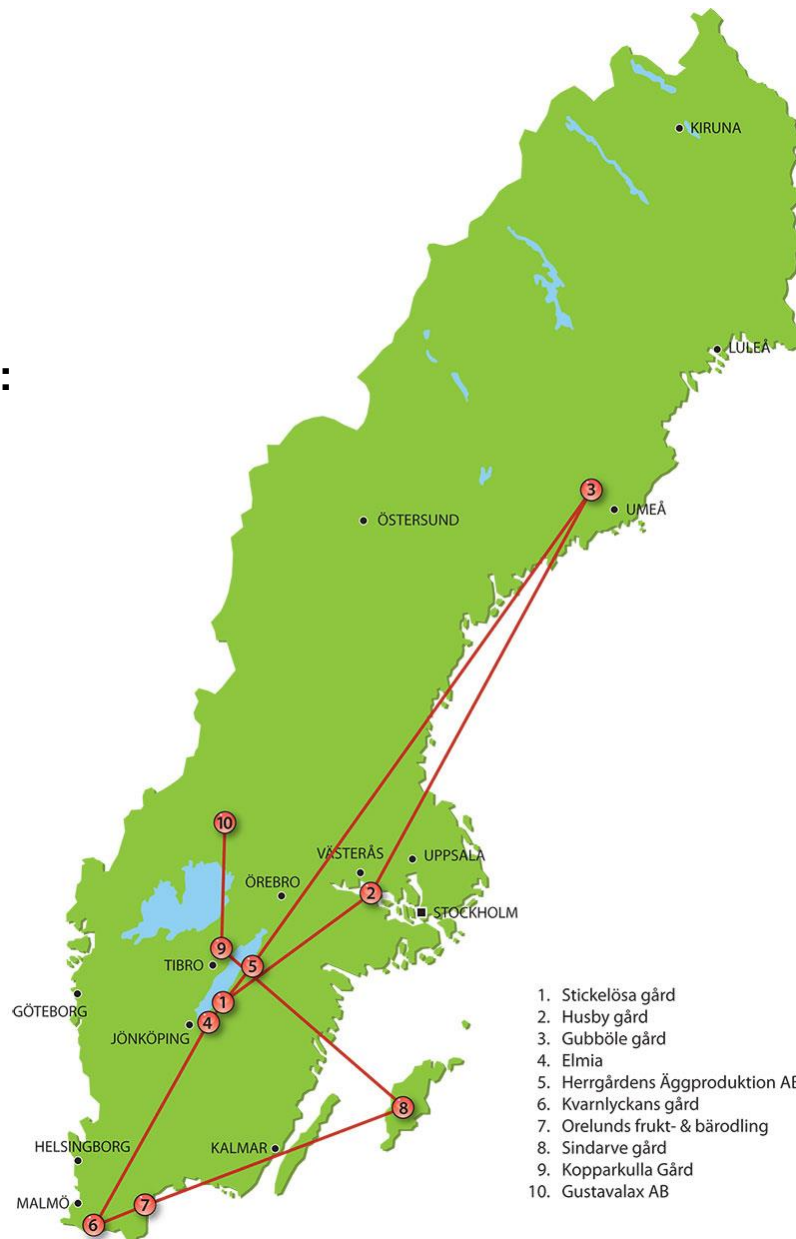 :
KIRUNA
LULEÅ
3
UMEÅ
ÖSTERSUND
10
VÄSTERÅS
UPPSALA
ÖREBRO
2
STOCKHOLM
9
TIBRO
5
GÖTEBORG
1
JÖNKÖPING
4
8
HELSINGBORG
KALMAR
MALMÖ
7
6
1. Stickelösa gård
2. Husby gård
3. Gubböle gård
4. Elmia
5. Herrgårdens Äggproduktion AB
6. Kvarnlyckans gård
7. Orelunds frukt- & bärodling
8. Sindarve gård
9. Kopparkulla Gård
10. Gustavalax AB